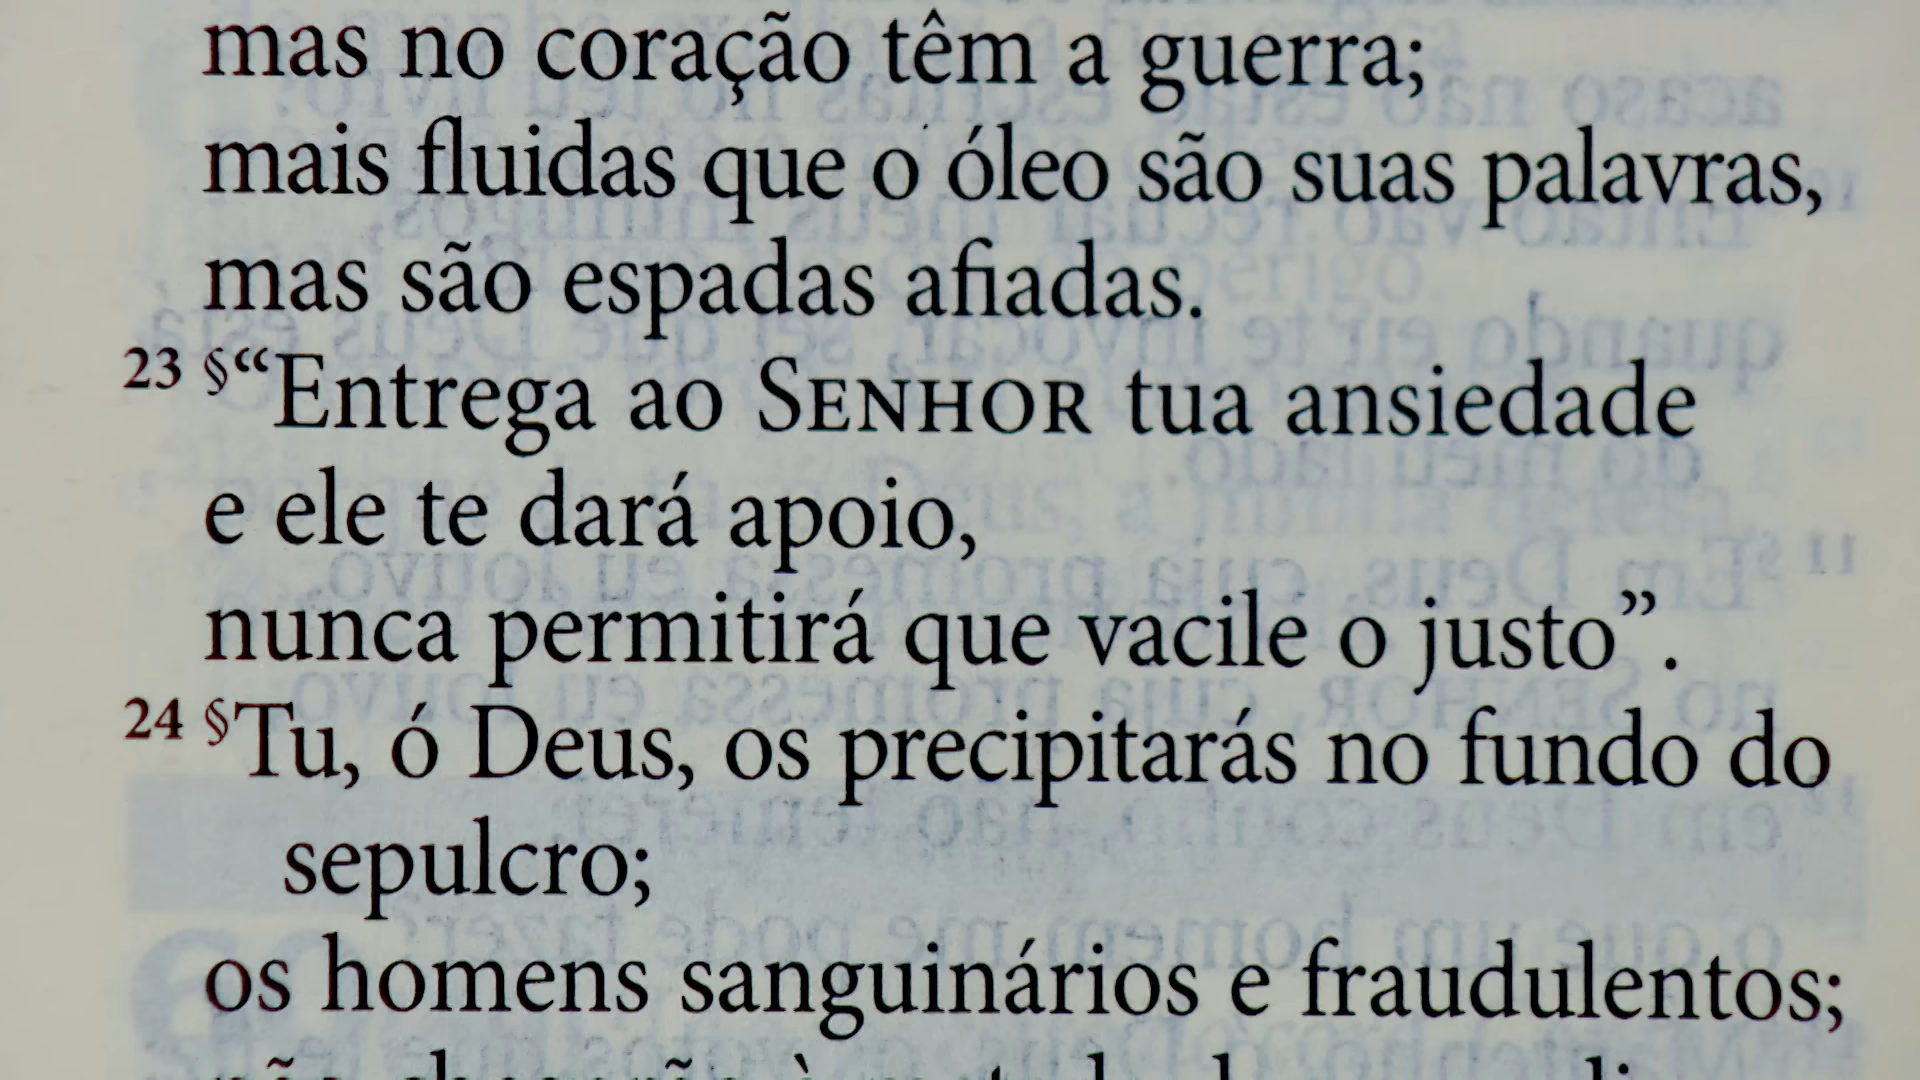 mas no coração têm a guerra;
mais fluidas que o óleo são suas palavras,
mas são espadas afiadas.
23 §“Entrega ao SENHOR tua ansiedade
e ele te dará apoio,
nunca permitirá que vacile o justo”.
24 §Tu, ó Deus, os precipitarás no fundo do
sepulcro;
os homens sanguinários e fraudulentos;